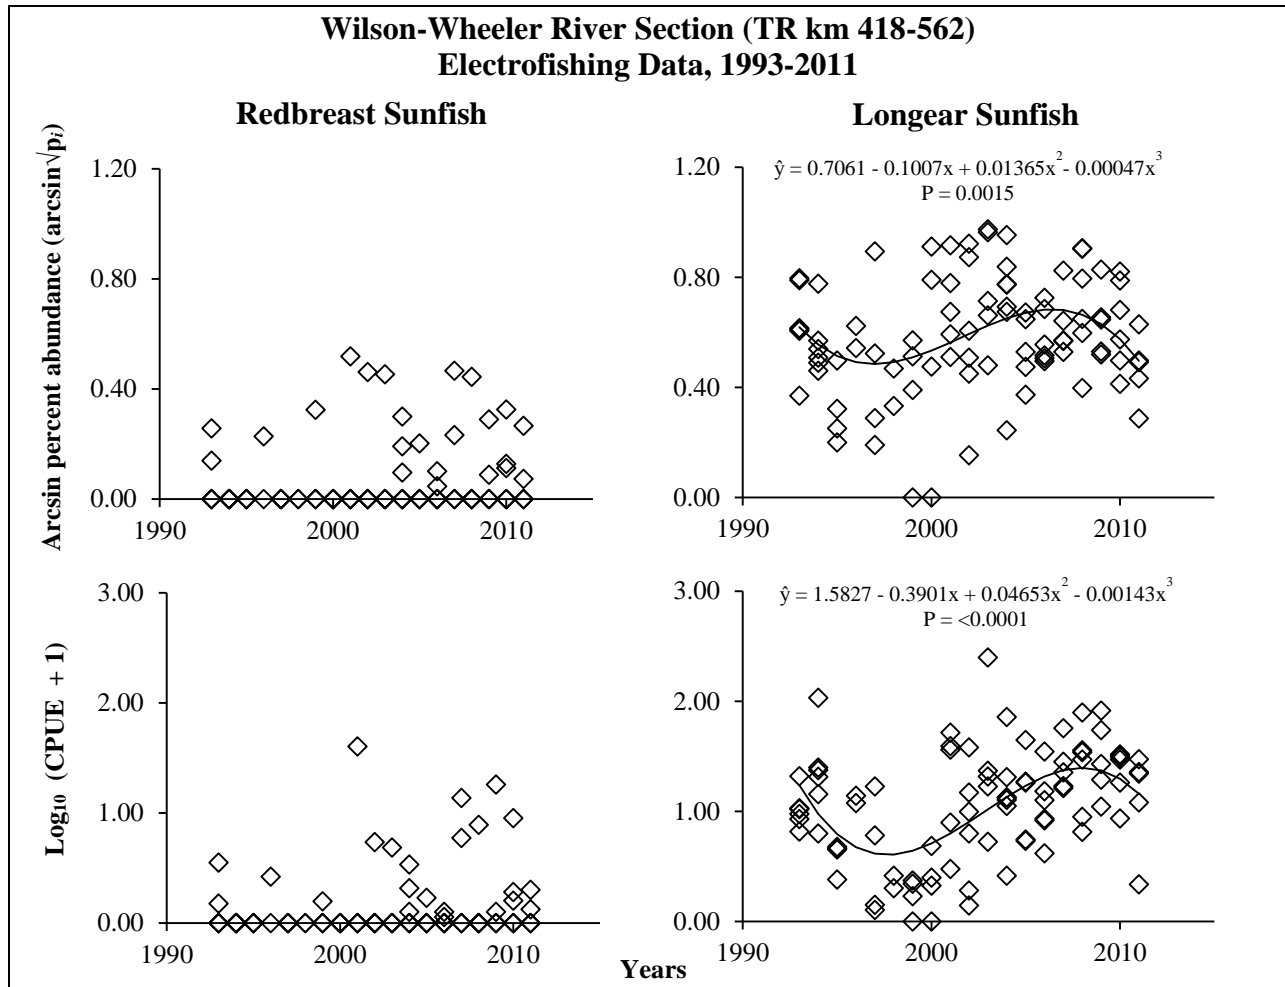 Wilson-Wheeler River Section (TR km 418-562)
Electrofishing Data, 1993-2011
Redbreast Sunfish
Longear Sunfish
Arcsin percent abundance (arcsin√pᵢ)
1.20
0.80
0.40
0.00
1990
2000
2010
ŷ = 0.7061 - 0.1007x + 0.01365x² - 0.00047x³
P = 0.0015
1.20
0.80
0.40
0.00
1990
2000
2010
Log₁₀ (CPUE + 1)
3.00
2.00
1.00
0.00
1990
2000
2010
ŷ = 1.5827 - 0.3901x + 0.04653x² - 0.00143x³
P = <0.0001
3.00
2.00
1.00
0.00
1990
2000
2010
Years